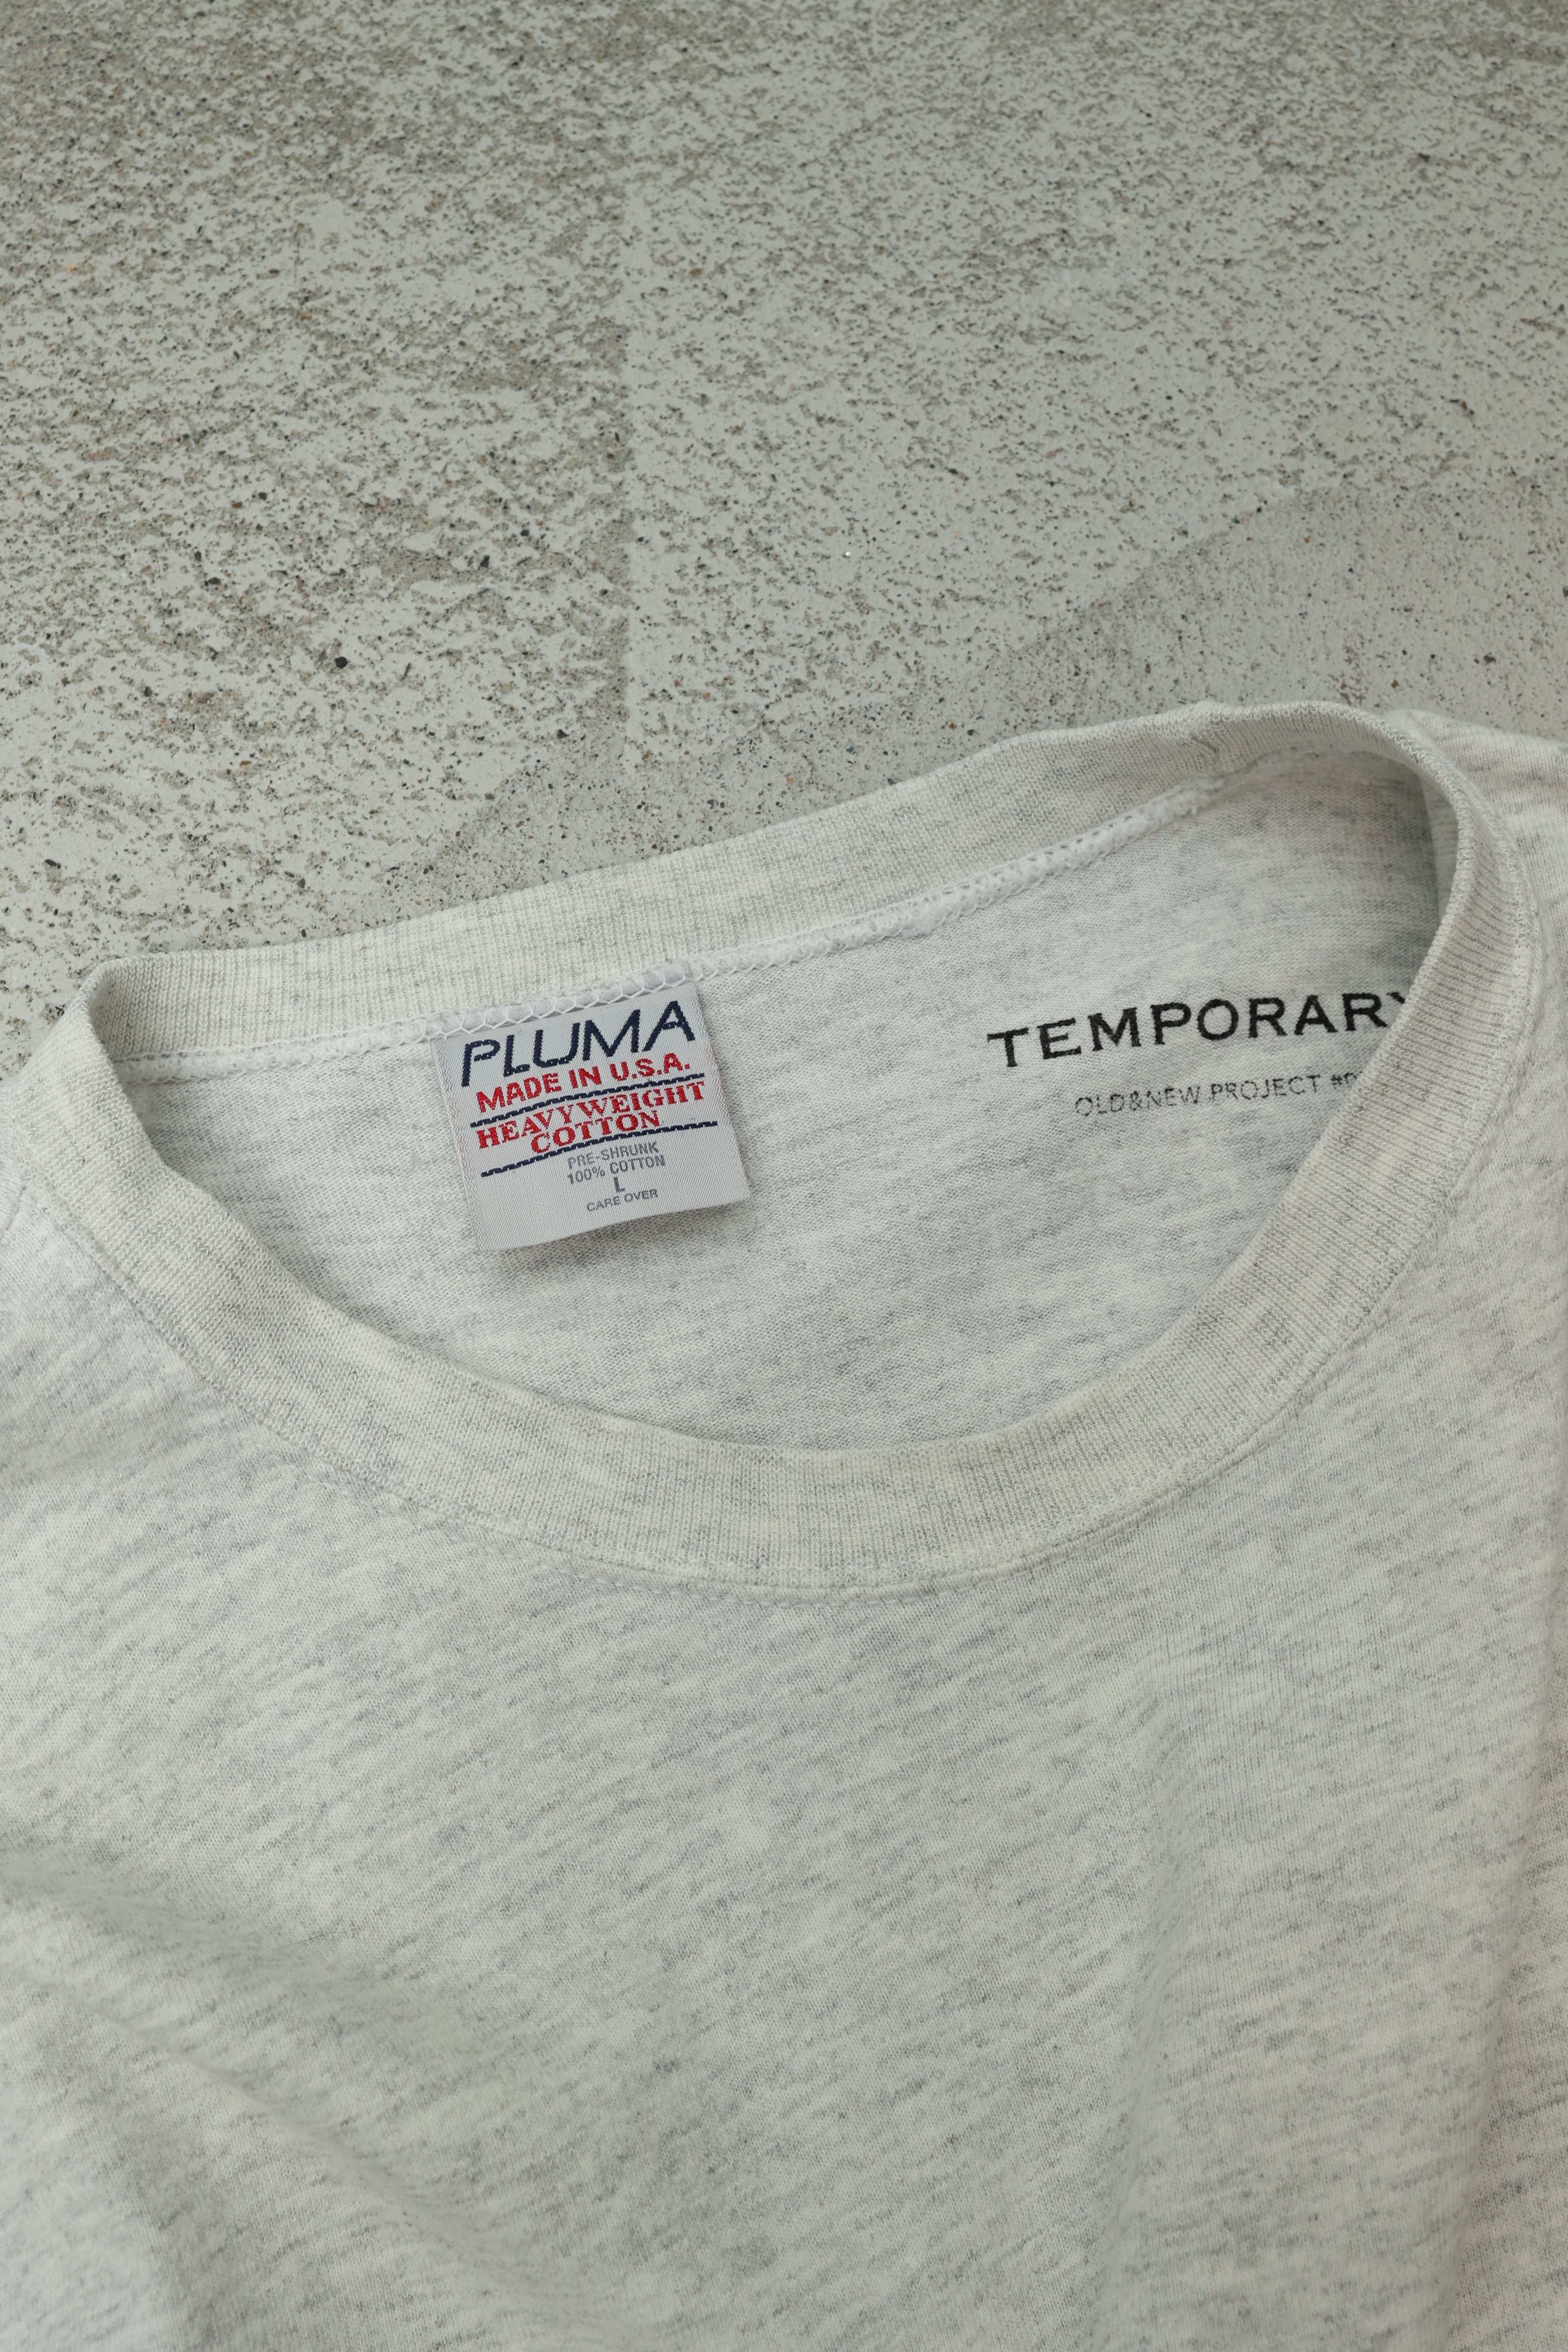 PLUMA
MADE IN U.S.A.
HEAVYWEIGHT
COTTON
PRE-SHRUNK
100% COTTON
L
CARE OVER
TEMPORARY
OLD&NEW PROJECT